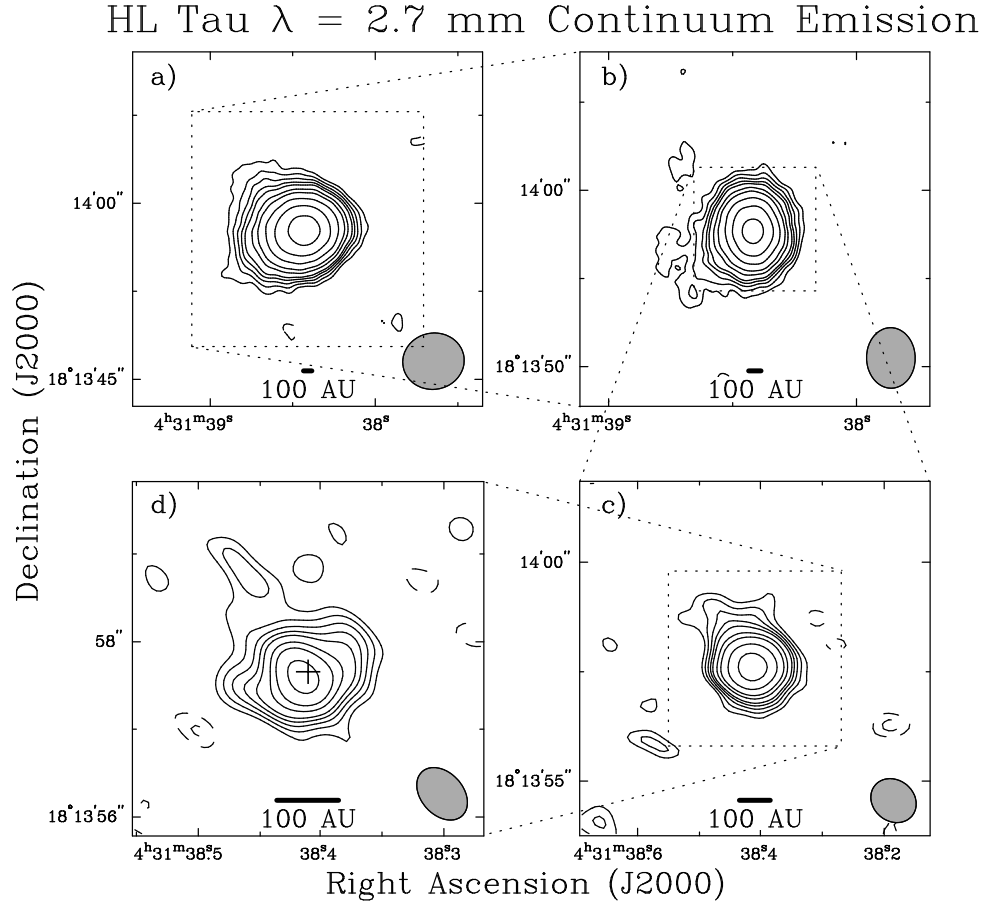 HL Tau λ = 2.7 mm Continuum Emission
a)
14'00"
18°13'45"
100 AU
4ʰ31ᵐ39ˢ
38ˢ
b)
14'00"
18°13'50"
100 AU
4ʰ31ᵐ39ˢ
38ˢ
d)
58"
18°13'56"
100 AU
4ʰ31ᵐ38ˢ.5
38ˢ.4
38ˢ.3
c)
14'00"
18°13'55"
100 AU
4ʰ31ᵐ38ˢ.6
38ˢ.4
38ˢ.2
Declination (J2000)
Right Ascension (J2000)